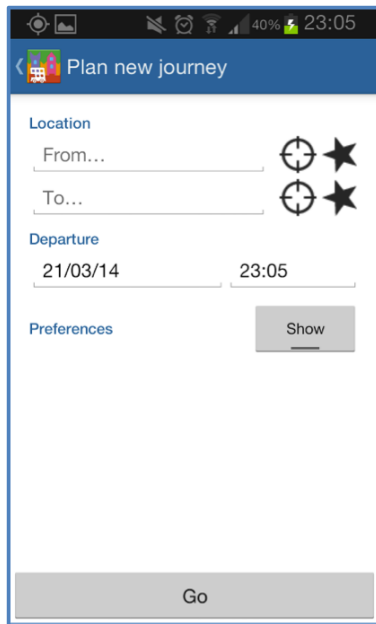 40% 23:05
Plan new journey
Location
From...
To...
Departure
21/03/14 23:05
Preferences Show
Go